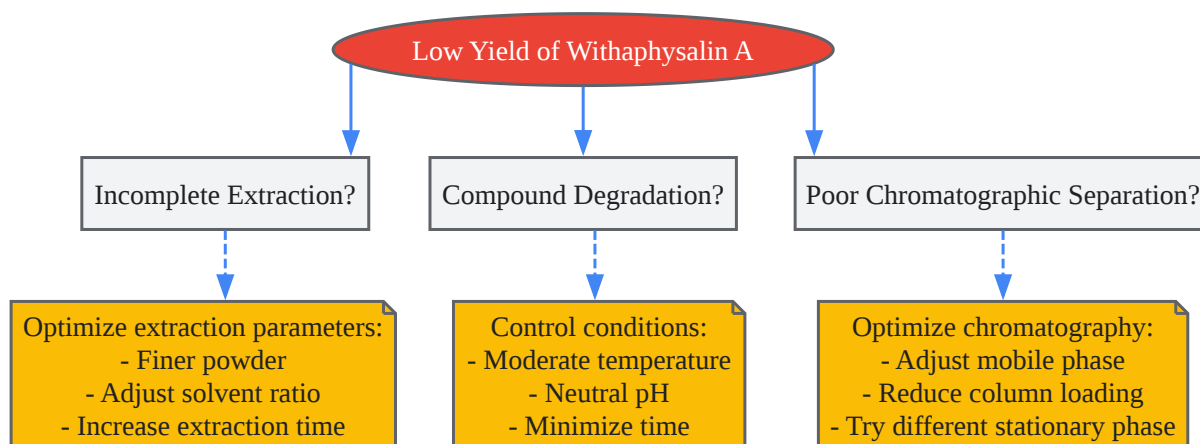 Low Yield of Withaphysalin A
Incomplete Extraction?
Compound Degradation?
Poor Chromatographic Separation?
Optimize extraction parameters:
- Finer powder
- Adjust solvent ratio
- Increase extraction time
Control conditions:
- Moderate temperature
- Neutral pH
- Minimize time
Optimize chromatography:
- Adjust mobile phase
- Reduce column loading
- Try different stationary phase